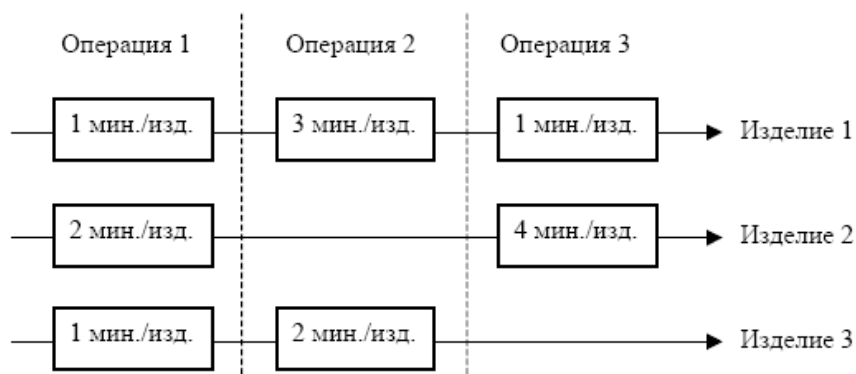 Операция 1 Операция 2 Операция 3
1 мин./изд. 3 мин./изд. 1 мин./изд. Изделие 1
2 мин./изд. 4 мин./изд. Изделие 2
1 мин./изд. 2 мин./изд. Изделие 3